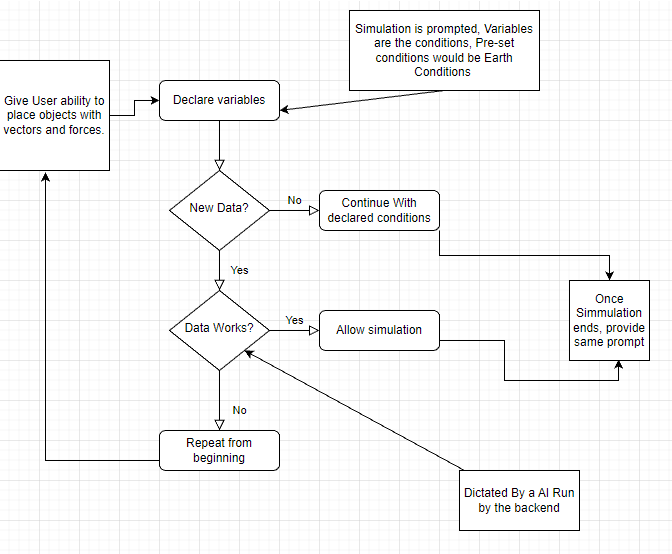 Simulation is prompted, Variables
are the conditions, Pre-set
conditions would be Earth
Conditions
Give User ability to
place objects with
vectors and forces.
Declare variables
New Data?
No
Continue With
declared conditions
Yes
Once
Simmulation
ends, provide
same prompt
Data Works?
Yes
Allow simulation
No
Repeat from
beginning
Dictated By a AI Run
by the backend